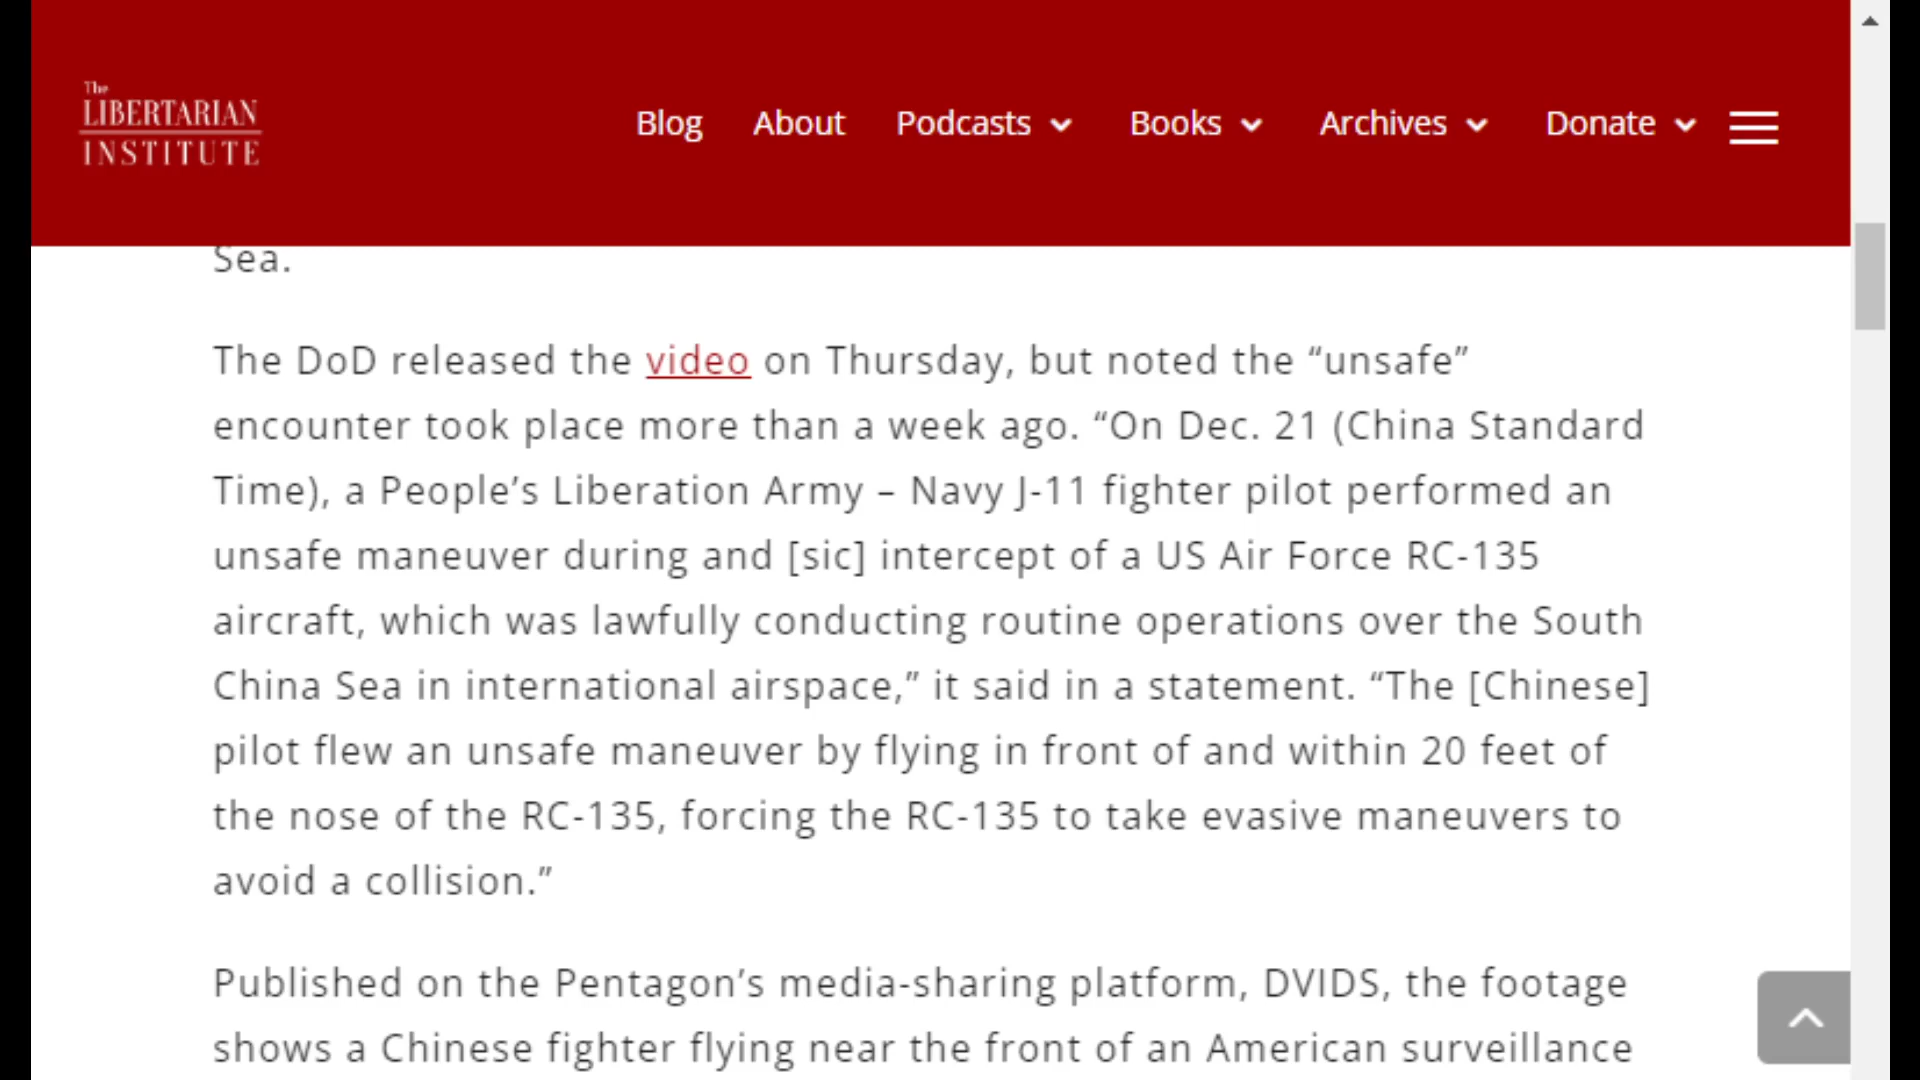 The
LIBERTARIAN
INSTITUTE
Blog
About
Podcasts
Books
Archives
Donate
Sea.
The DoD released the video on Thursday, but noted the “unsafe”
encounter took place more than a week ago. “On Dec. 21 (China Standard
Time), a People’s Liberation Army – Navy J-11 fighter pilot performed an
unsafe maneuver during and [sic] intercept of a US Air Force RC-135
aircraft, which was lawfully conducting routine operations over the South
China Sea in international airspace,” it said in a statement. “The [Chinese]
pilot flew an unsafe maneuver by flying in front of and within 20 feet of
the nose of the RC-135, forcing the RC-135 to take evasive maneuvers to
avoid a collision.”
Published on the Pentagon’s media-sharing platform, DVIDS, the footage
shows a Chinese fighter flying near the front of an American surveillance